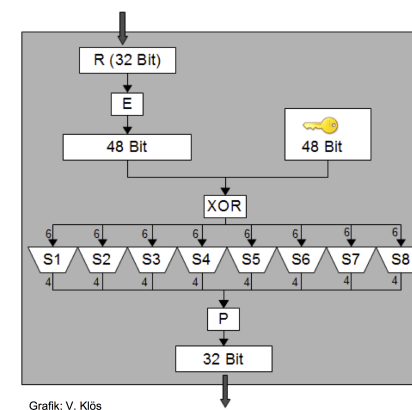 R (32 Bit)
E
48 Bit
48 Bit
XOR
6 6 6 6 6 6 6 6
S1 S2 S3 S4 S5 S6 S7 S8
4 4 4 4 4 4 4 4
P
32 Bit
Grafik: V. Klös